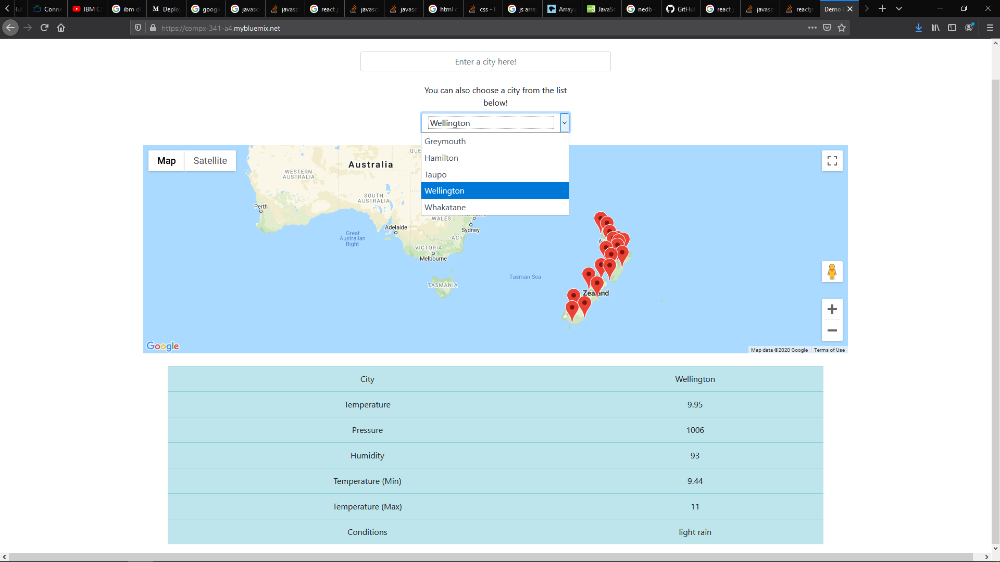 Conne
IBM C
ibm d
Deplo
google
javasc
javasc
react j
javasc
javasc
html c
css - H
js arra
Array.
JavaSc
nedb
GitHu
react j
javasc
reactjs
Demo
https://compx-341-a4.mybluemix.net
Enter a city here!
You can also choose a city from the list
below!
Wellington
Greymouth
Hamilton
Taupo
Wellington
Whakatane
Map Satellite
Australia
WESTERN
AUSTRALIA
SOUTH
AUSTRALIA
QUE
Perth
Great
Australian
Bight
Adelaide
WALES
Sydney
ACT
VICTORIA
Melbourne
TASMANIA
Tasman Sea
Zealand
Google
Map data ©2020 Google Terms of Use
City Wellington
Temperature 9.95
Pressure 1006
Humidity 93
Temperature (Min) 9.44
Temperature (Max) 11
Conditions light rain